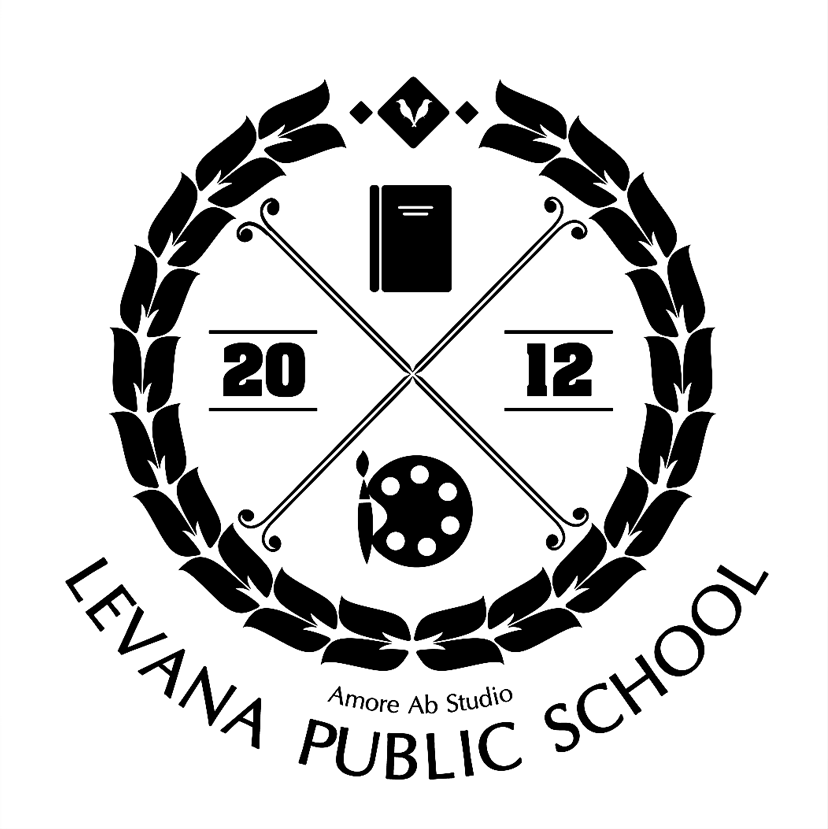 20
12
Amore Ab Studio
LEVANA PUBLIC SCHOOL